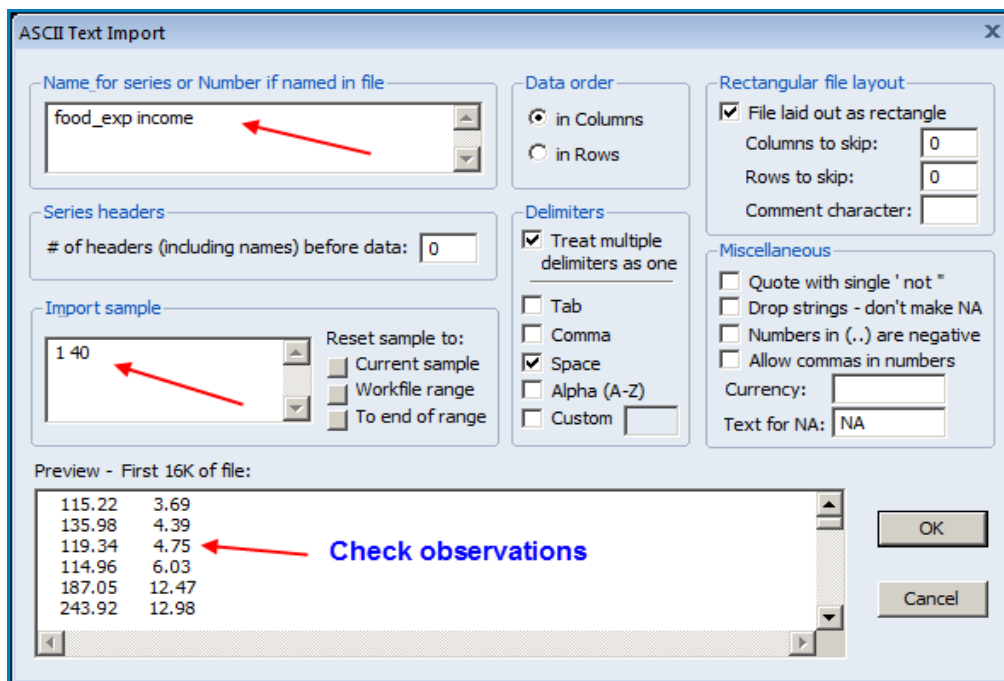 ASCII Text Import
Name for series or Number if named in file
food_exp income
Series headers
# of headers (including names) before data: 0
Import sample
1 40
Reset sample to:
Current sample
Workfile range
To end of range
Data order
in Columns
in Rows
Delimiters
Treat multiple
delimiters as one
Tab
Comma
Space
Alpha (A-Z)
Custom
Rectangular file layout
File laid out as rectangle
Columns to skip: 0
Rows to skip: 0
Comment character:
Miscellaneous
Quote with single ' not "
Drop strings - don't make NA
Numbers in (..) are negative
Allow commas in numbers
Currency:
Text for NA: NA
Preview - First 16K of file:
115.22 3.69
135.98 4.39
119.34 4.75
114.96 6.03
187.05 12.47
243.92 12.98
Check observations
OK
Cancel